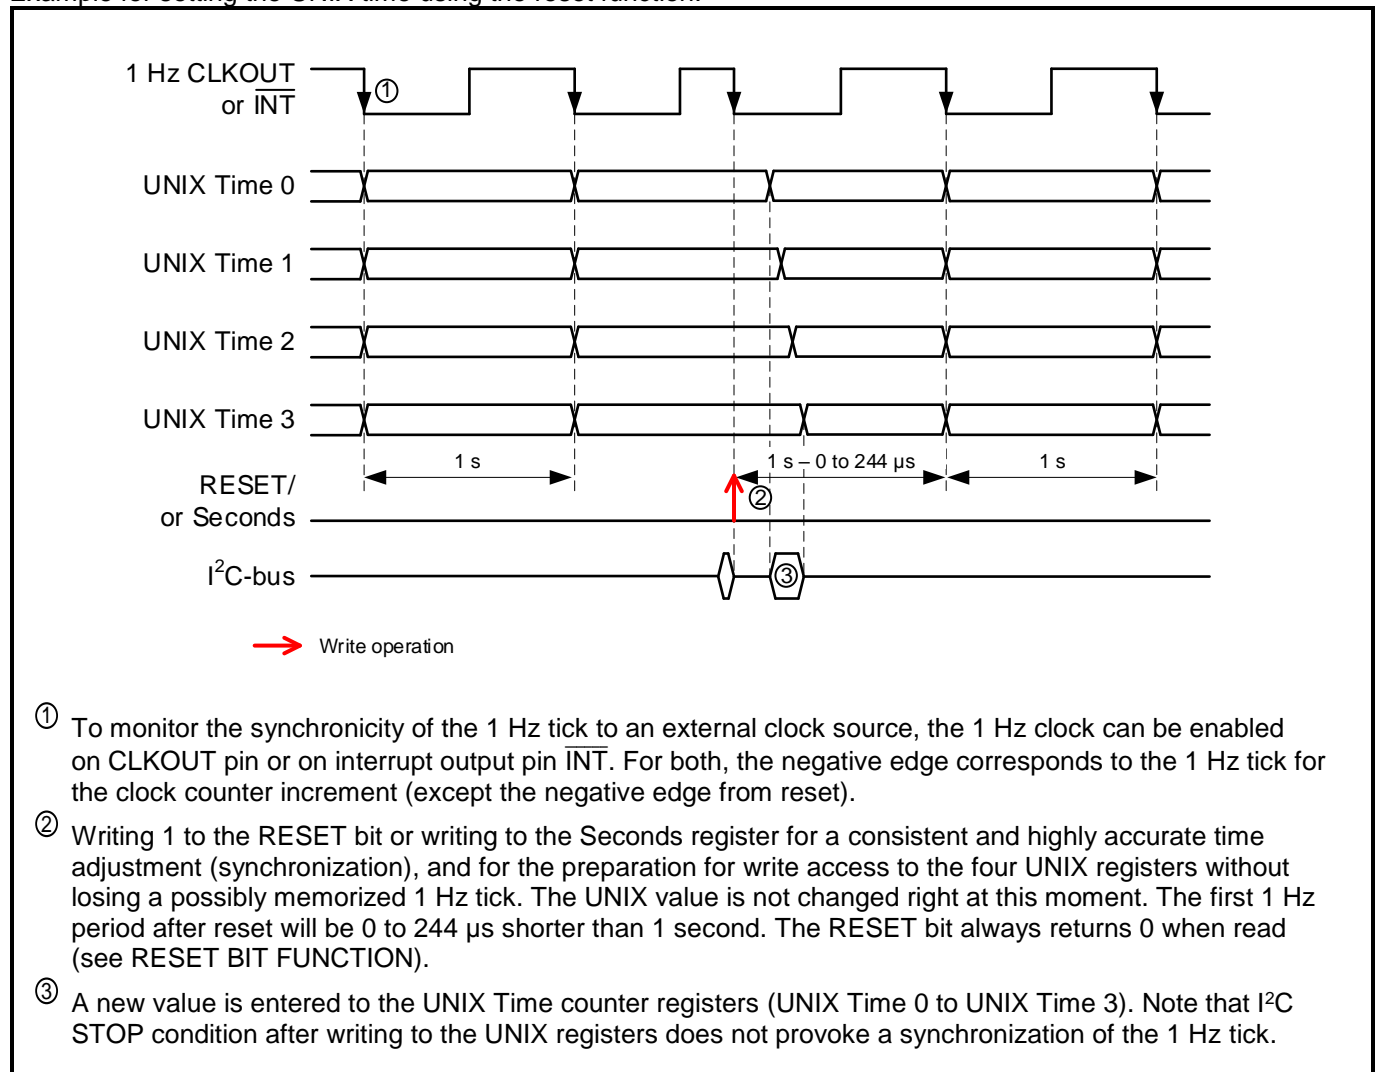 Example for setting the UNIX time using the reset function:
1 Hz CLKOUT
or INT
①
UNIX Time 0
UNIX Time 1
UNIX Time 2
UNIX Time 3
1 s
1 s – 0 to 244 µs
1 s
RESET/
or Seconds
②
I²C-bus
③
Write operation
① To monitor the synchronicity of the 1 Hz tick to an external clock source, the 1 Hz clock can be enabled
on CLKOUT pin or on interrupt output pin INT. For both, the negative edge corresponds to the 1 Hz tick for
the clock counter increment (except the negative edge from reset).
② Writing 1 to the RESET bit or writing to the Seconds register for a consistent and highly accurate time
adjustment (synchronization), and for the preparation for write access to the four UNIX registers without
losing a possibly memorized 1 Hz tick. The UNIX value is not changed right at this moment. The first 1 Hz
period after reset will be 0 to 244 µs shorter than 1 second. The RESET bit always returns 0 when read
(see RESET BIT FUNCTION).
③ A new value is entered to the UNIX Time counter registers (UNIX Time 0 to UNIX Time 3). Note that I²C
STOP condition after writing to the UNIX registers does not provoke a synchronization of the 1 Hz tick.